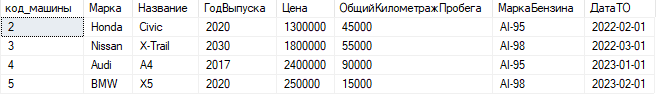 код_машины Марка Название ГодВыпуска Цена ОбщийКилометражПробега МаркаБензина ДатаТО
2 Honda Civic 2020 1300000 45000 AI-95 2022-02-01
3 Nissan X-Trail 2030 1800000 55000 AI-98 2022-03-01
4 Audi A4 2017 2400000 90000 AI-95 2023-01-01
5 BMW X5 2020 250000 15000 AI-98 2023-02-01